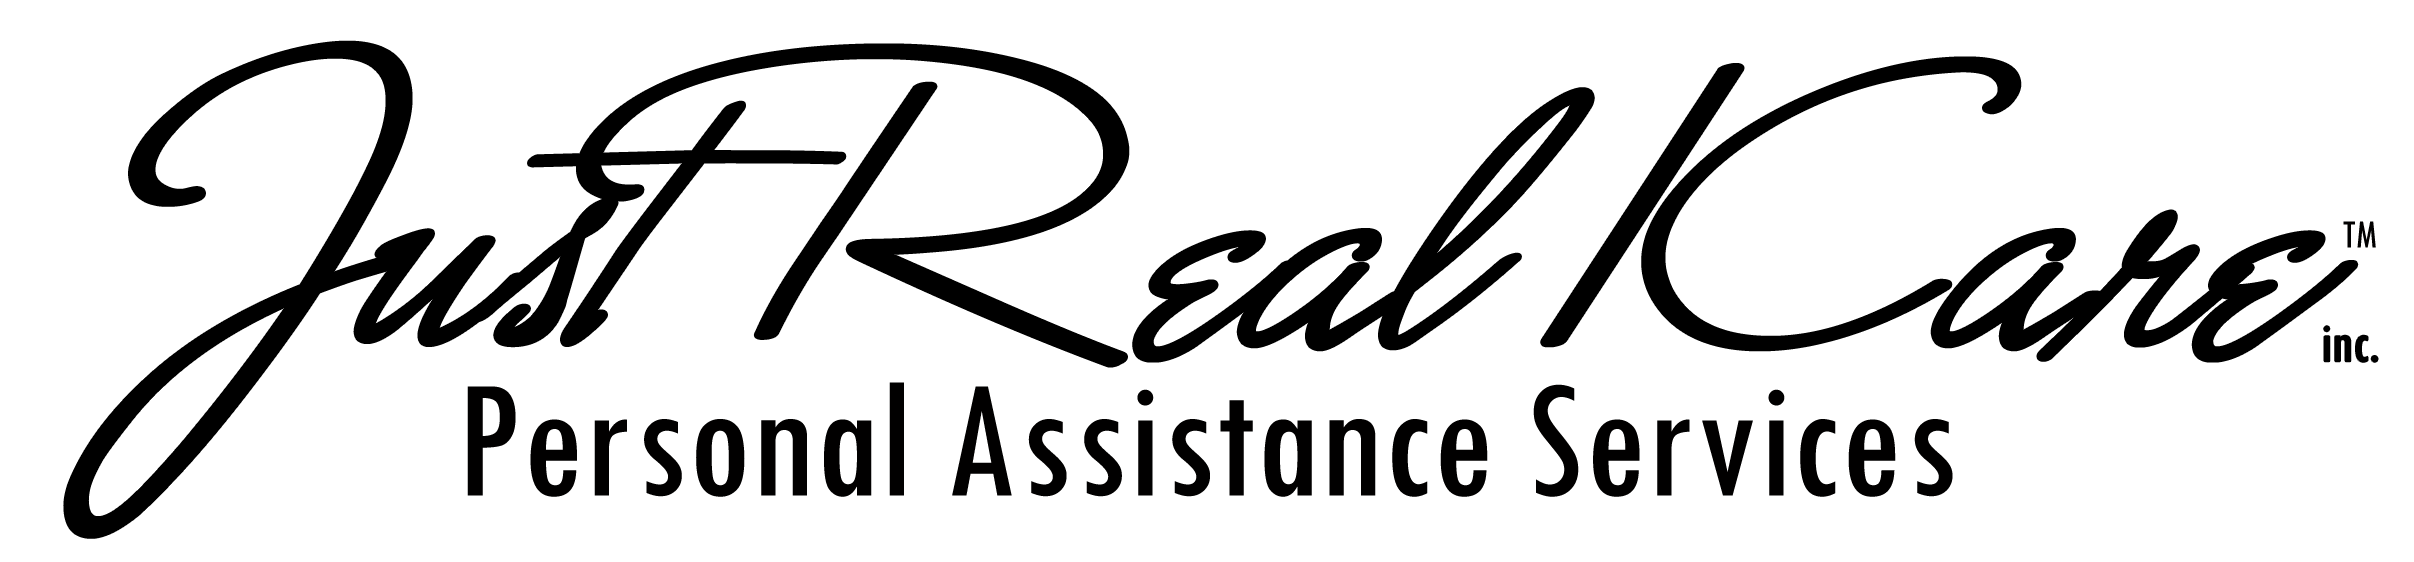 Just Real Kare™ inc.
Personal Assistance Services